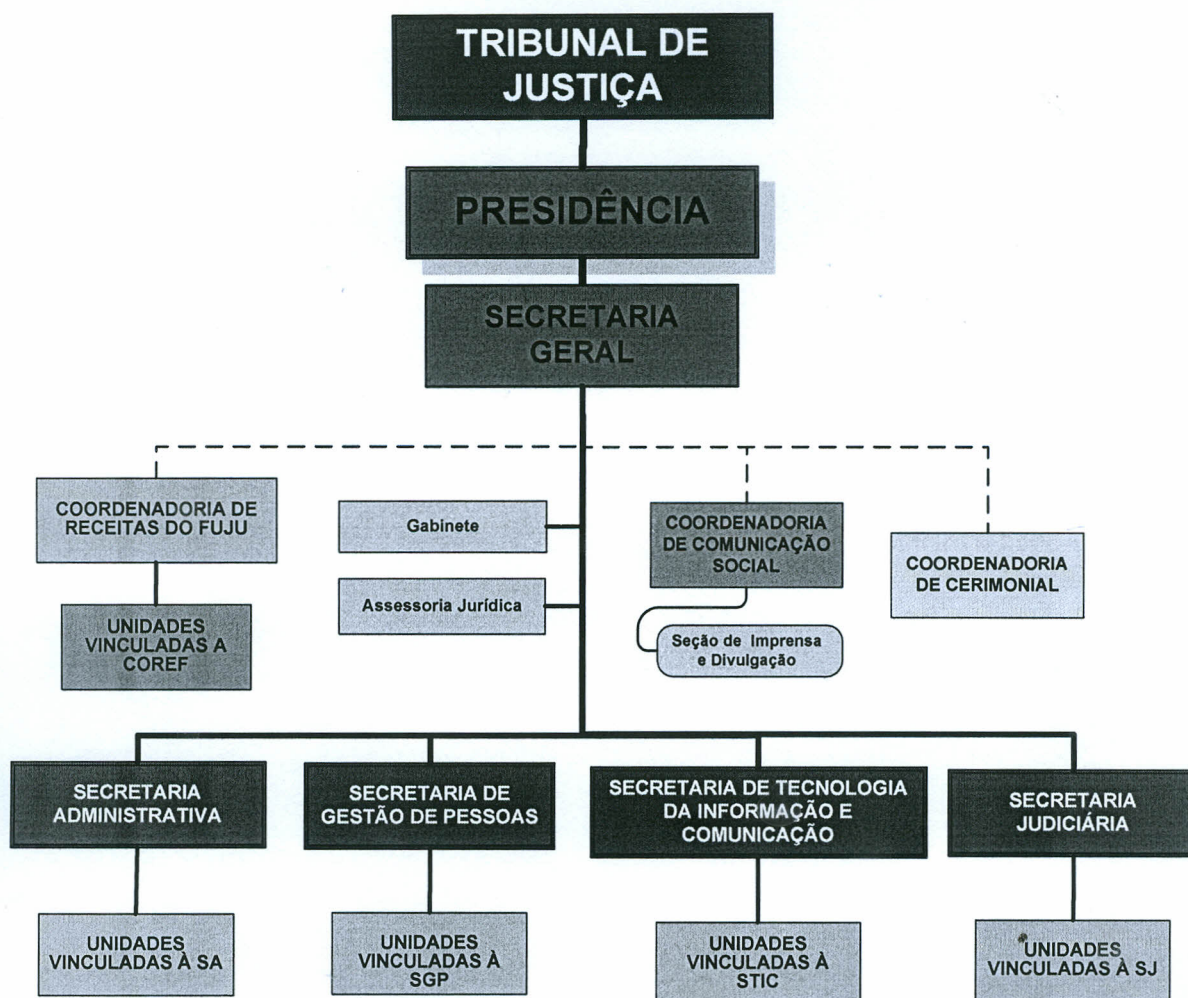 TRIBUNAL DE
JUSTIÇA
PRESIDÊNCIA
SECRETARIA
GERAL
COORDENADORIA DE
RECEITAS DO FUJU
UNIDADES
VINCULADAS A
COREF
Gabinete
Assessoria Jurídica
COORDENADORIA
DE COMUNICAÇÃO
SOCIAL
Seção de Imprensa
e Divulgação
COORDENADORIA
DE CERIMONIAL
SECRETARIA
ADMINISTRATIVA
SECRETARIA DE
GESTÃO DE PESSOAS
SECRETARIA DE TECNOLOGIA
DA INFORMAÇÃO E
COMUNICAÇÃO
SECRETARIA
JUDICIÁRIA
UNIDADES
VINCULADAS À SA
UNIDADES
VINCULADAS À
SGP
UNIDADES
VINCULADAS À
STIC
UNIDADES
VINCULADAS À SJ